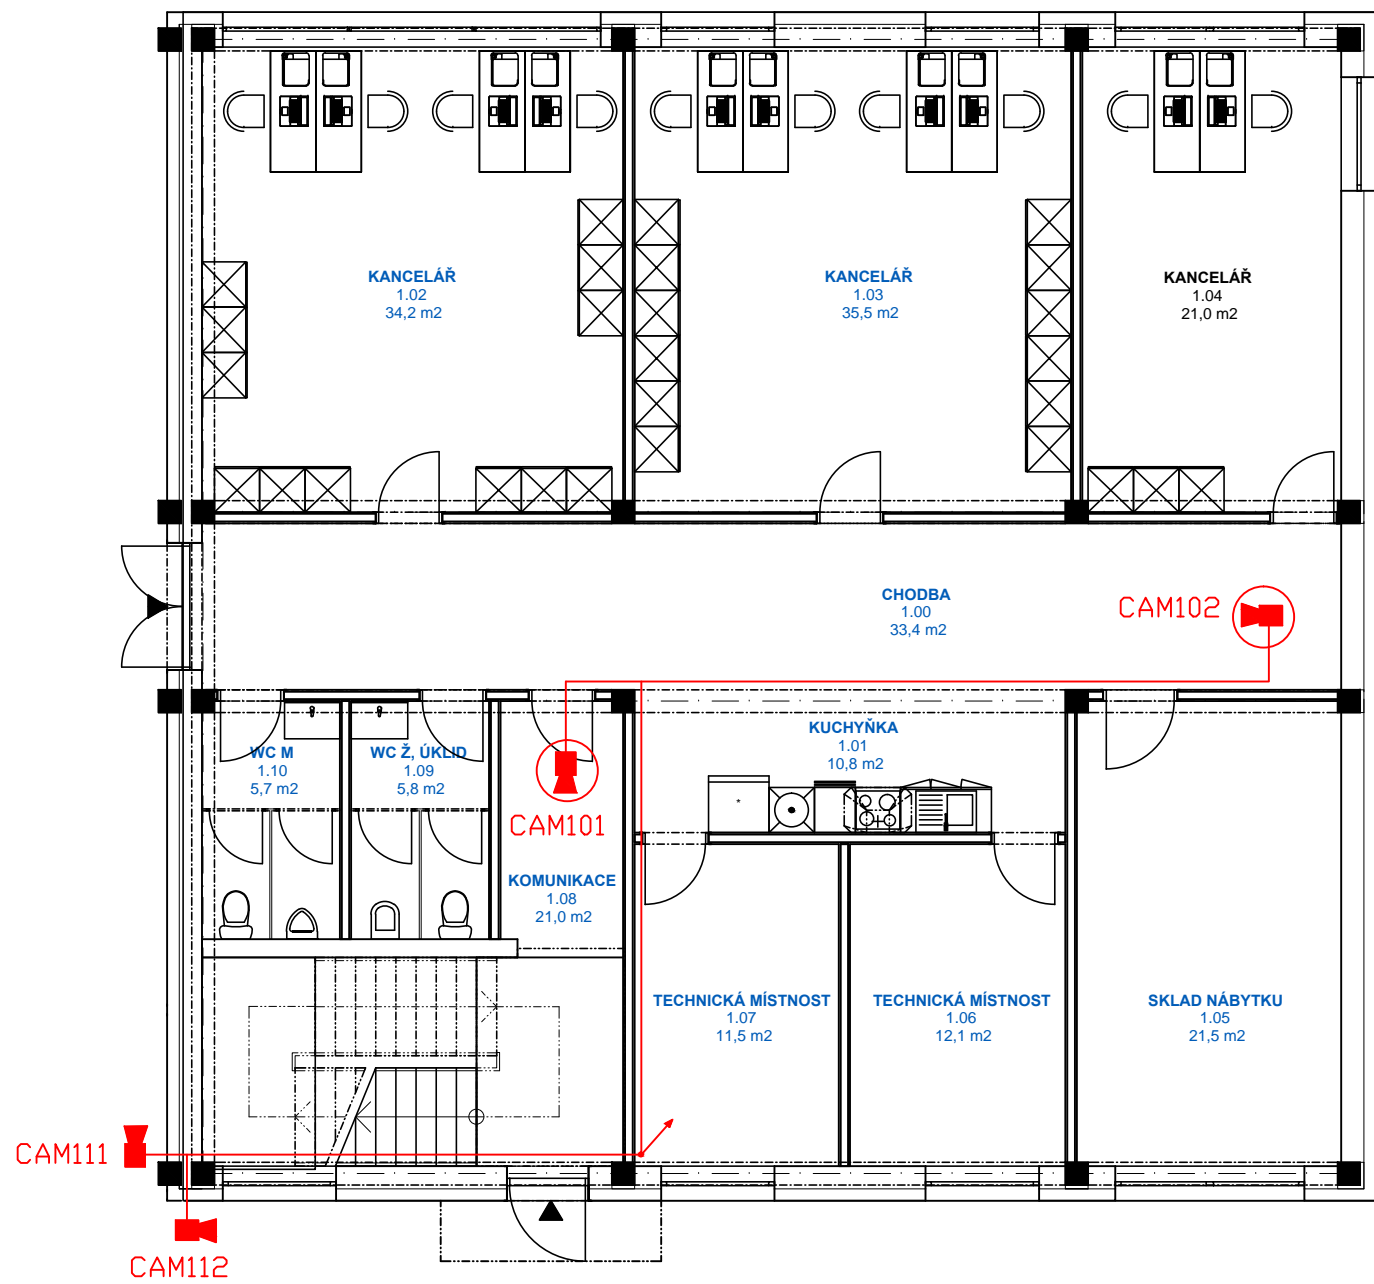 KANCELÁŘ
1.02
34,2 m2
KANCELÁŘ
1.03
35,5 m2
KANCELÁŘ
1.04
21,0 m2
CHODBA
1.00
33,4 m2
CAM102
KUCHYŇKA
1.01
10,8 m2
WC M
1.10
5,7 m2
WC Ž, ÚKLID
1.09
5,8 m2
CAM101
KOMUNIKACE
1.08
21,0 m2
TECHNICKÁ MÍSTNOST
1.07
11,5 m2
TECHNICKÁ MÍSTNOST
1.06
12,1 m2
SKLAD NÁBYTKU
1.05
21,5 m2
CAM111
CAM112